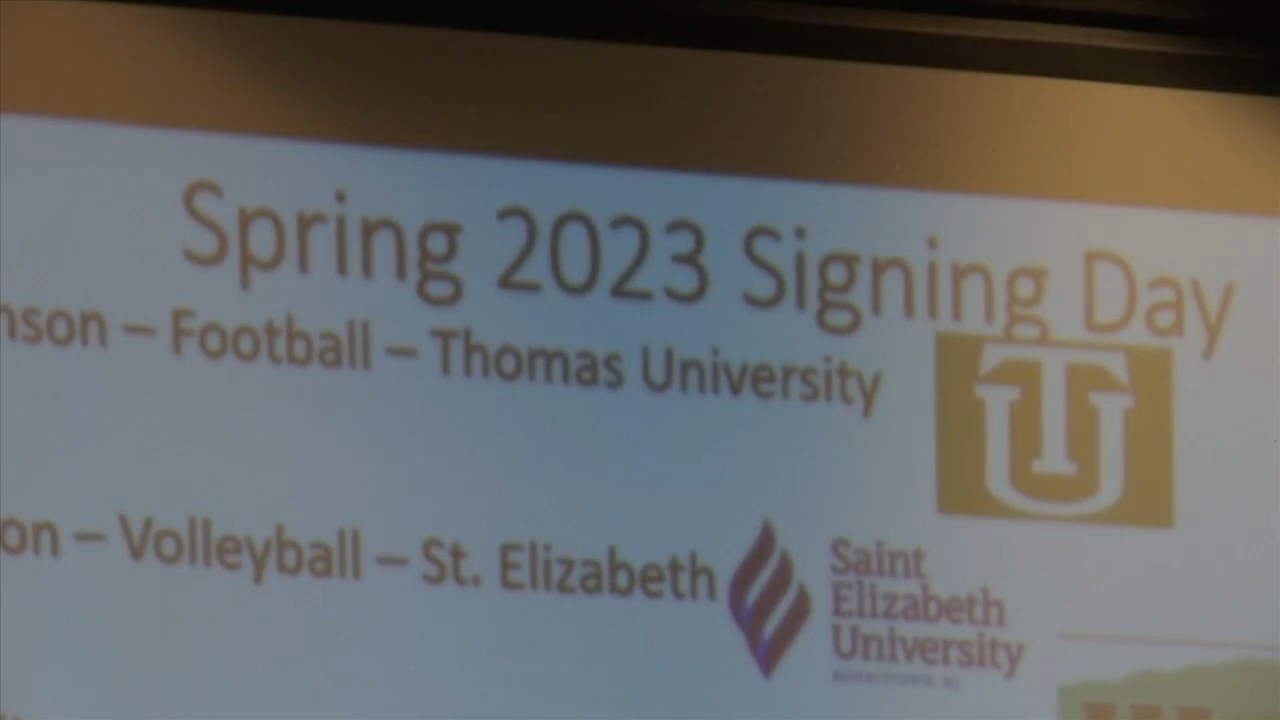 Spring 2023 Signing Day
nson – Football – Thomas University
TU
on – Volleyball – St. Elizabeth
Saint
Elizabeth
University